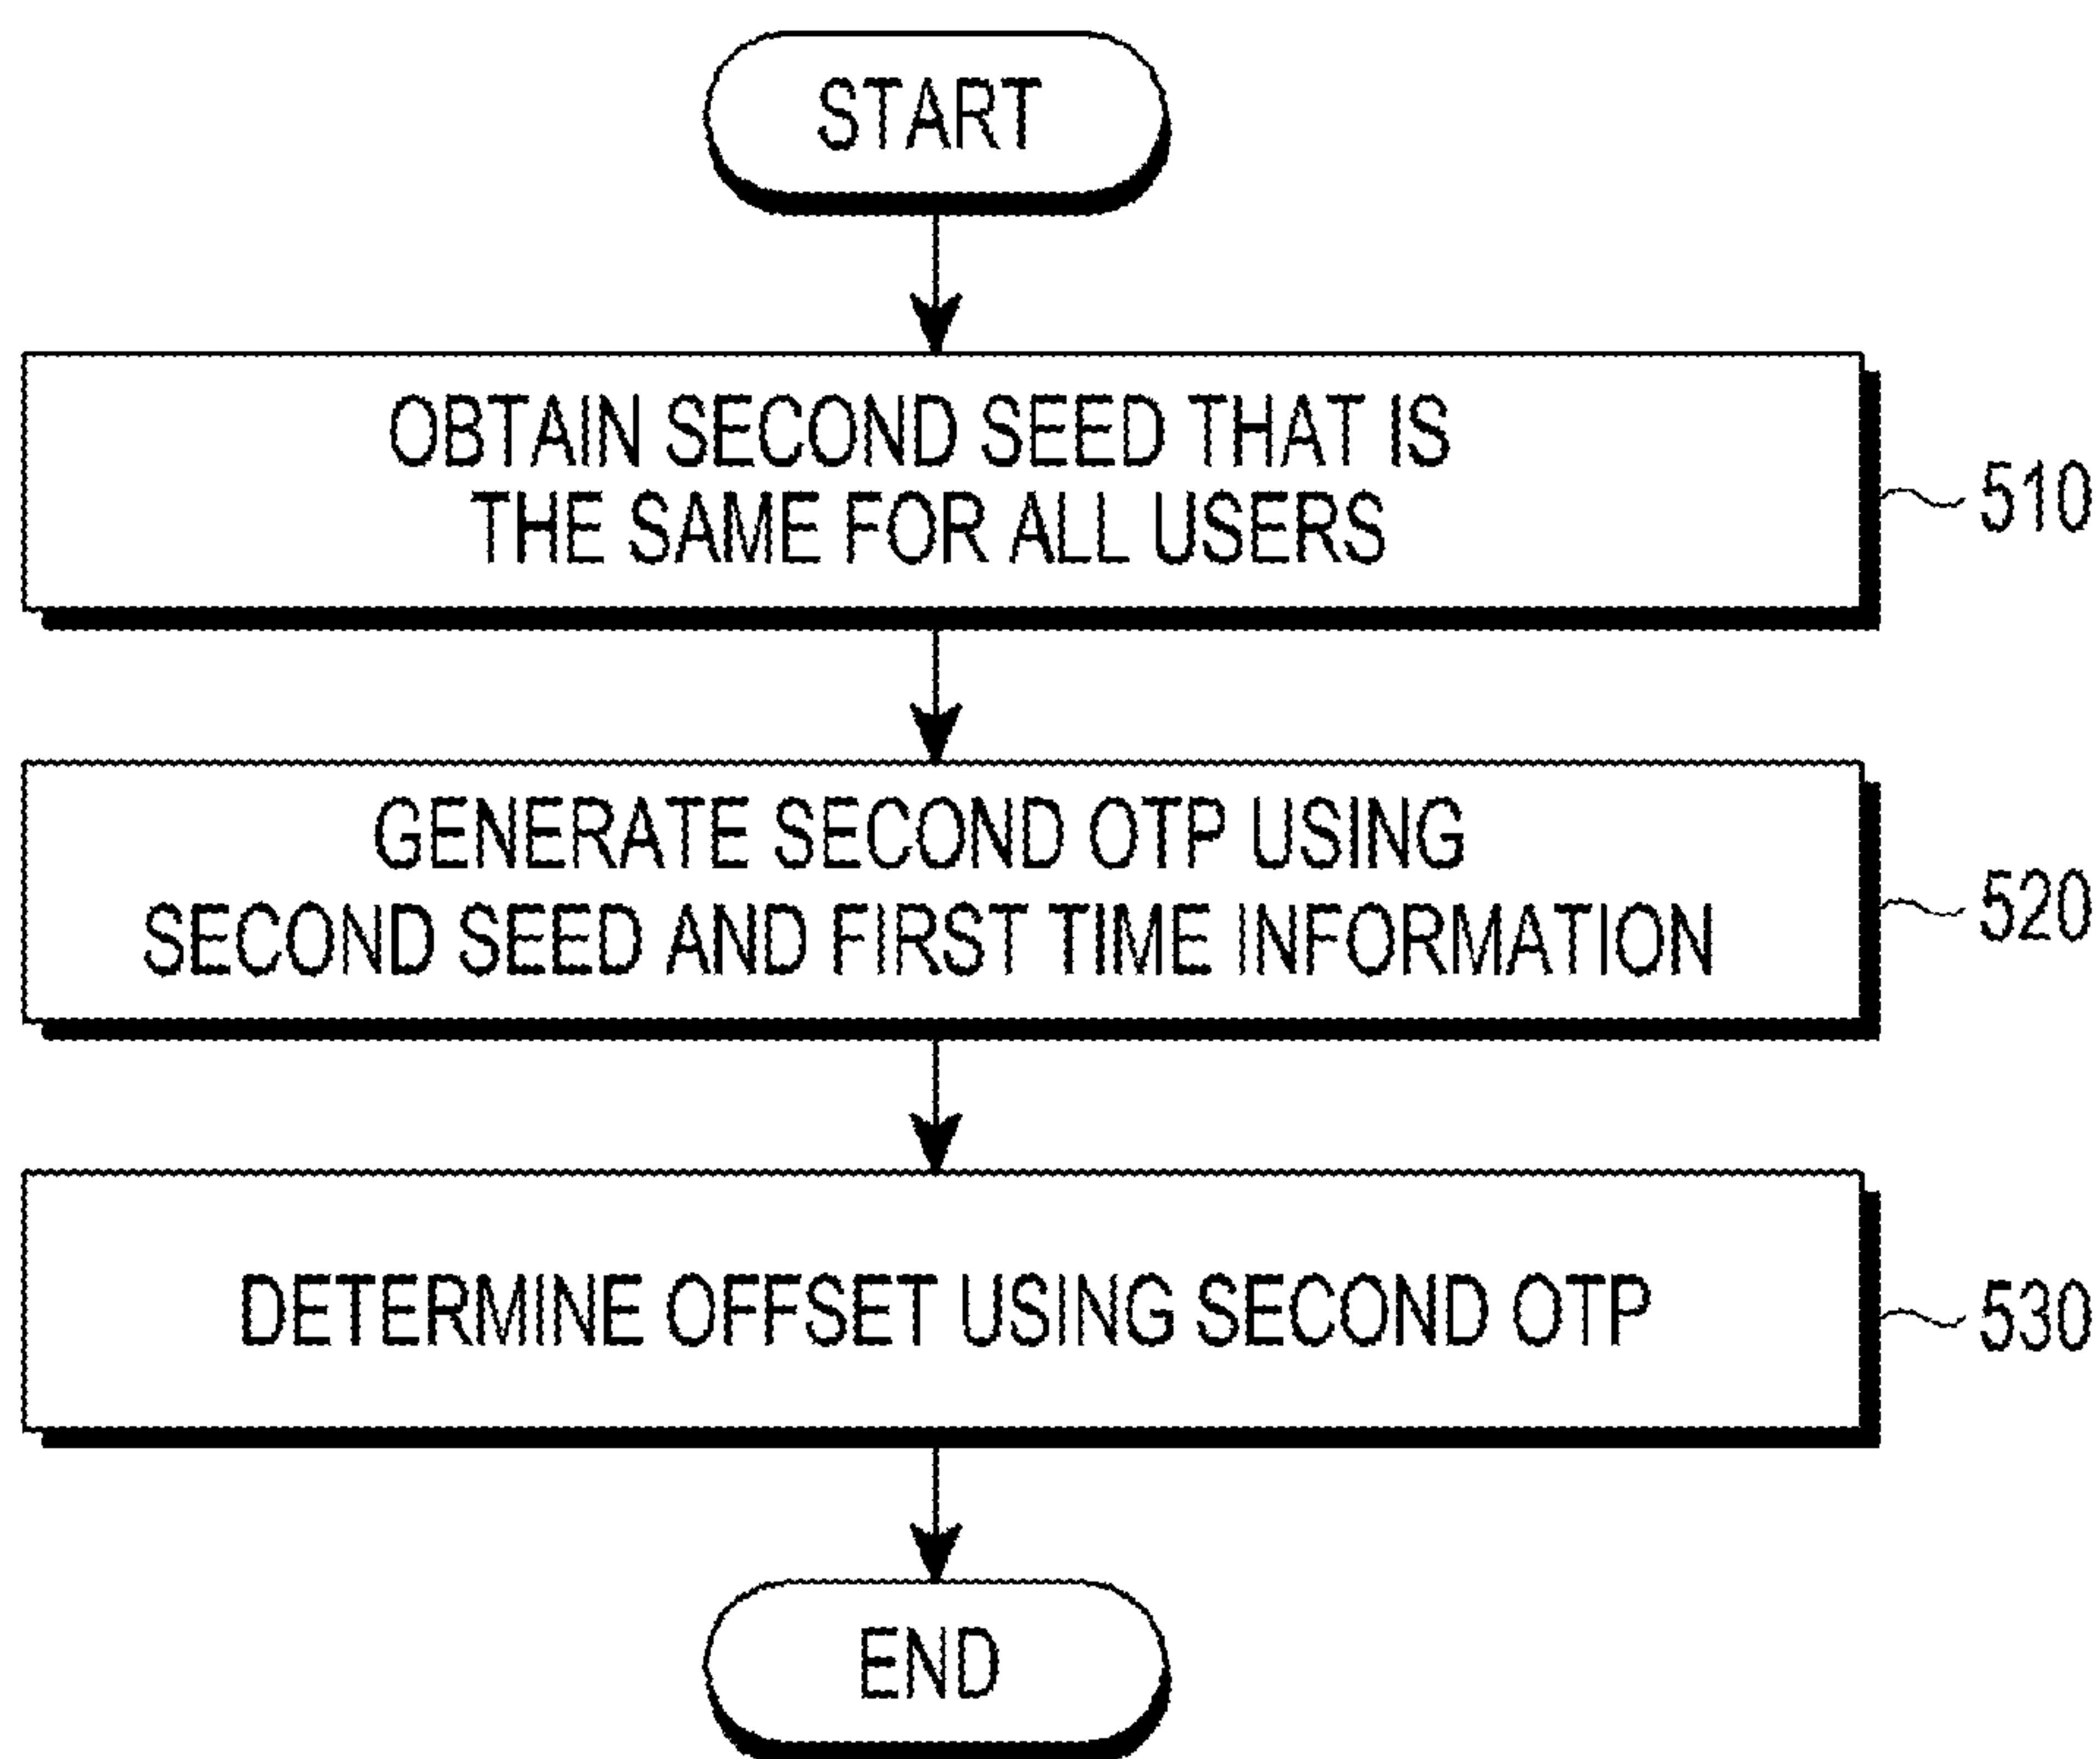 START
OBTAIN SECOND SEED THAT IS
THE SAME FOR ALL USERS
510
GENERATE SECOND OTP USING
SECOND SEED AND FIRST TIME INFORMATION
520
DETERMINE OFFSET USING SECOND OTP
530
END